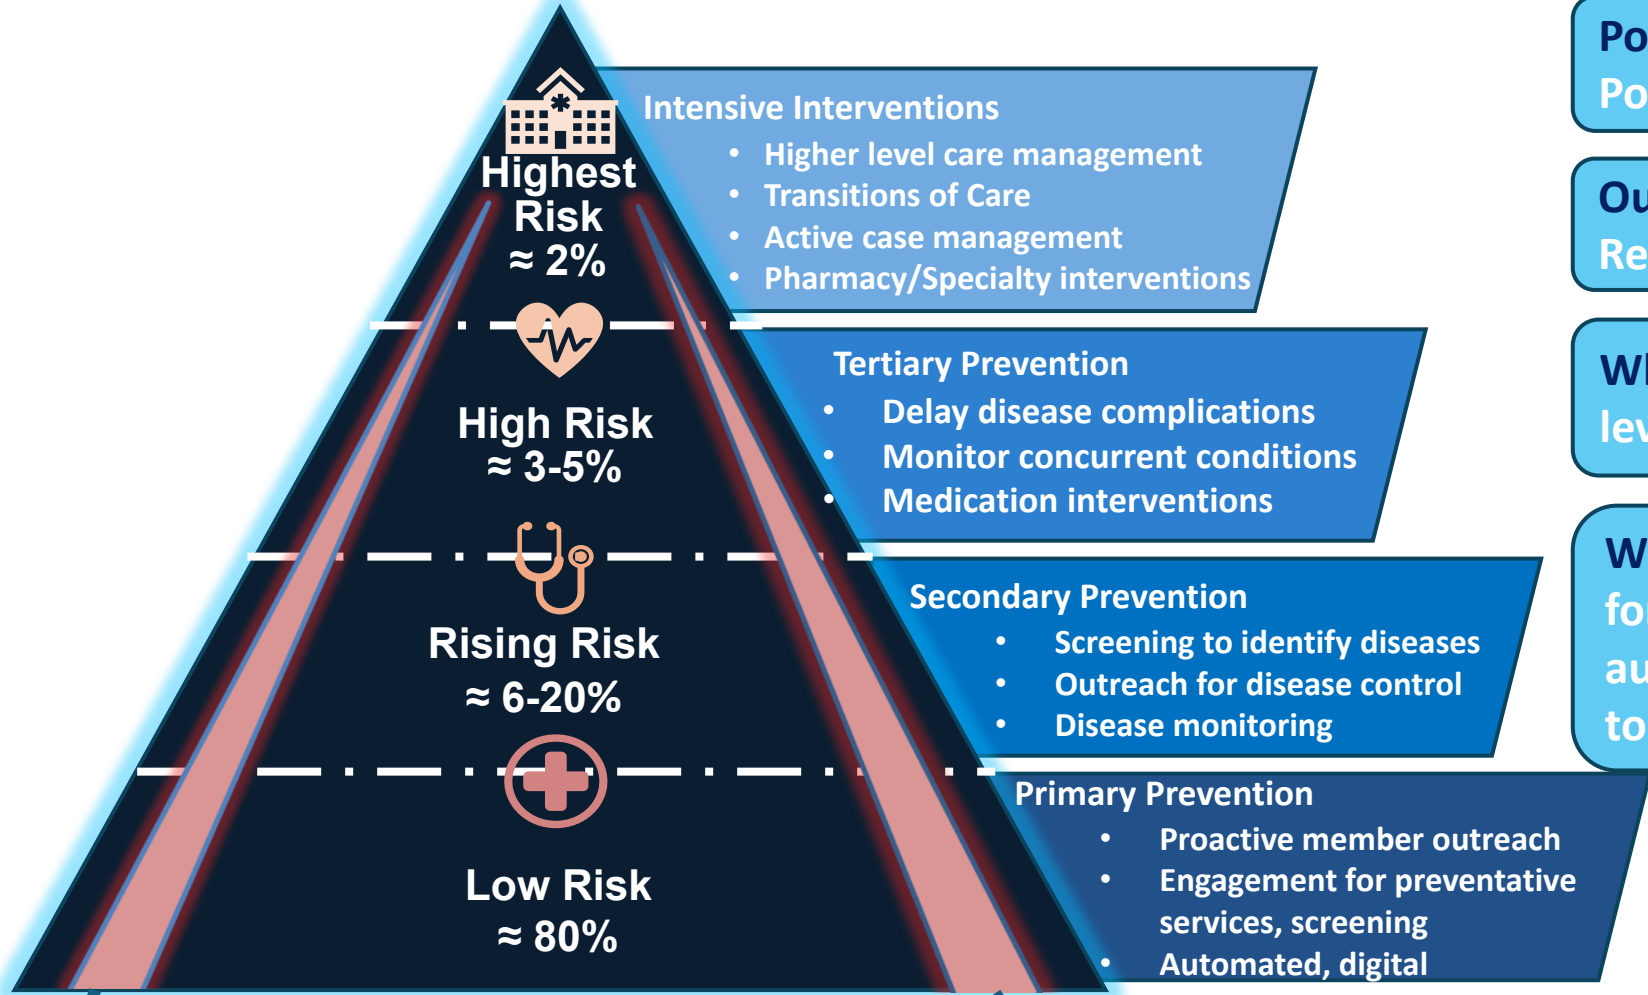 Highest
Risk
≈ 2%
Intensive Interventions
• Higher level care management
• Transitions of Care
• Active case management
• Pharmacy/Specialty interventions
High Risk
≈ 3-5%
Tertiary Prevention
• Delay disease complications
• Monitor concurrent conditions
• Medication interventions
Rising Risk
≈ 6-20%
Secondary Prevention
• Screening to identify diseases
• Outreach for disease control
• Disease monitoring
Low Risk
≈ 80%
Primary Prevention
• Proactive member outreach
• Engagement for preventative
services, screening
• Automated, digital